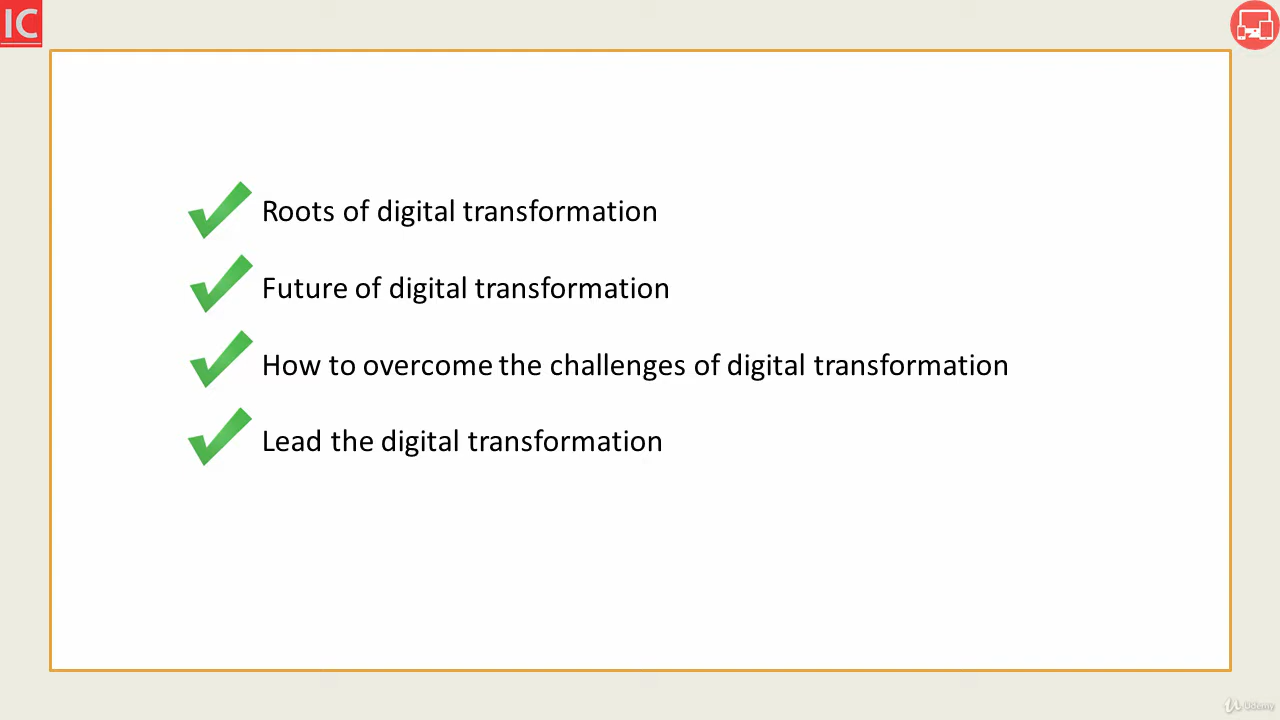 IC
Roots of digital transformation
Future of digital transformation
How to overcome the challenges of digital transformation
Lead the digital transformation
Udemy